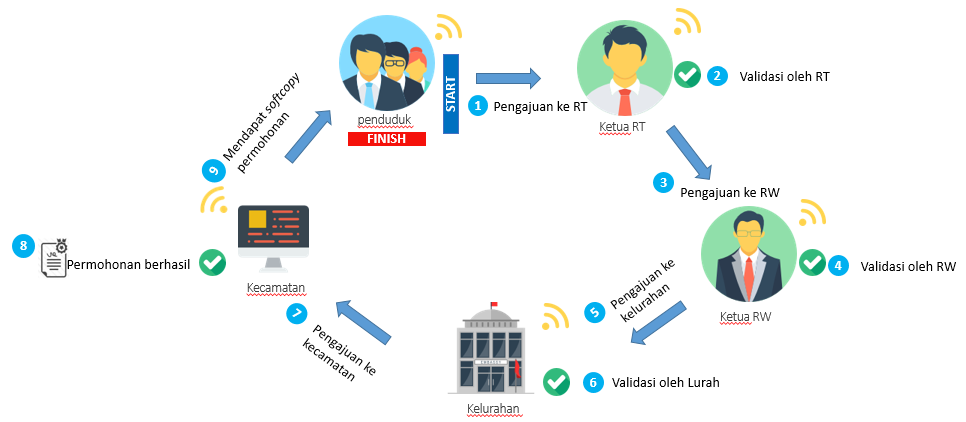 START
penduduk
FINISH
1 Pengajuan ke RT
Ketua RT
2 Validasi oleh RT
3 Pengajuan ke RW
Ketua RW
4 Validasi oleh RW
5 Pengajuan ke
kelurahan
Kelurahan
6 Validasi oleh Lurah
7 Pengajuan ke
kecamatan
Kecamatan
8 Permohonan berhasil
9 Mendapat softcopy
permohonan